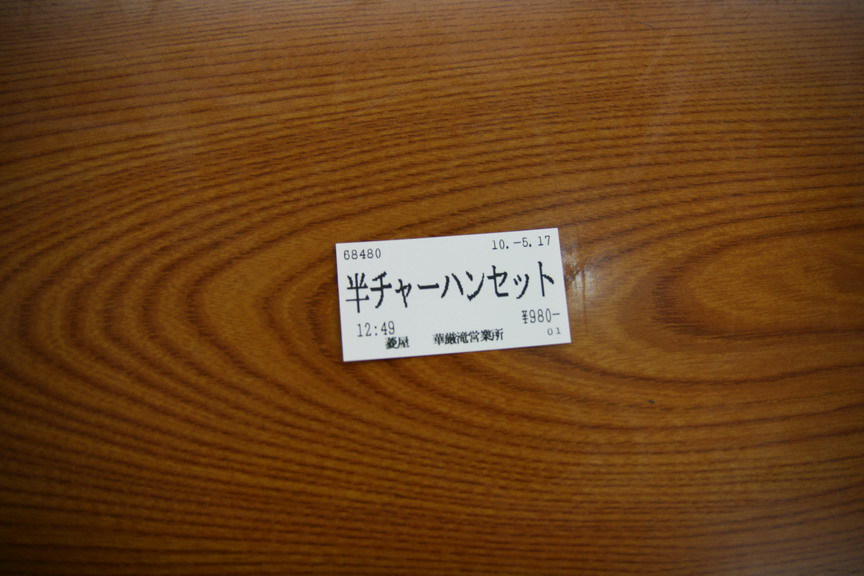 68480 10.-5.17
半チャーハンセット
12:49 ¥980-
菱屋 華厳滝営業所 01